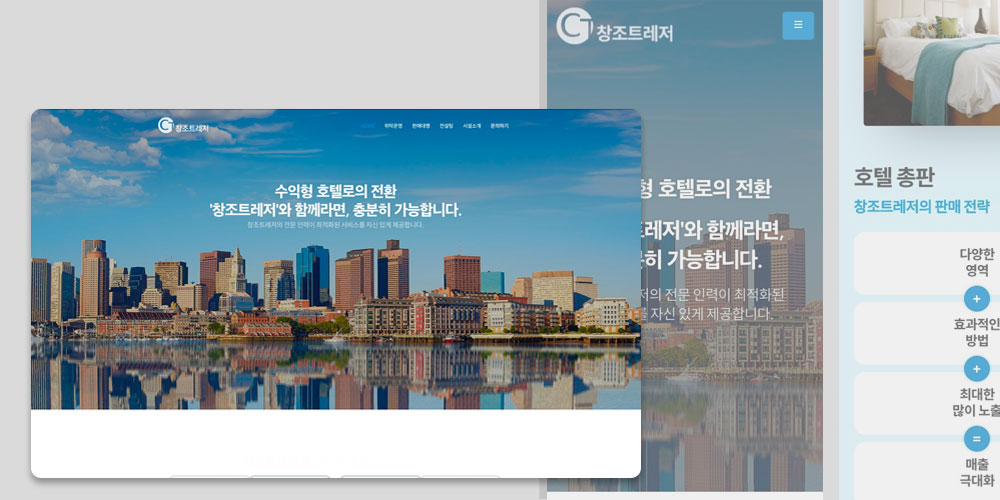 창조트레저
위탁운영 판매대행 컨설팅 시설소개 문의하기
수익형 호텔로의 전환
'창조트레저'와 함께라면, 충분히 가능합니다.
창조트레저의 전문 인력이 최적화된 서비스를 자신 있게 제공합니다.
CT 창조트레저
형 호텔로의 전환
트레저'와 함께라면,
분히 가능합니다.
저의 전문 인력이 최적화된
를 자신 있게 제공합니다.
호텔 총판
창조트레저의 판매 전략
다양한
영역
+
효과적인
방법
+
최대한
많이 노출
=
매출
극대화